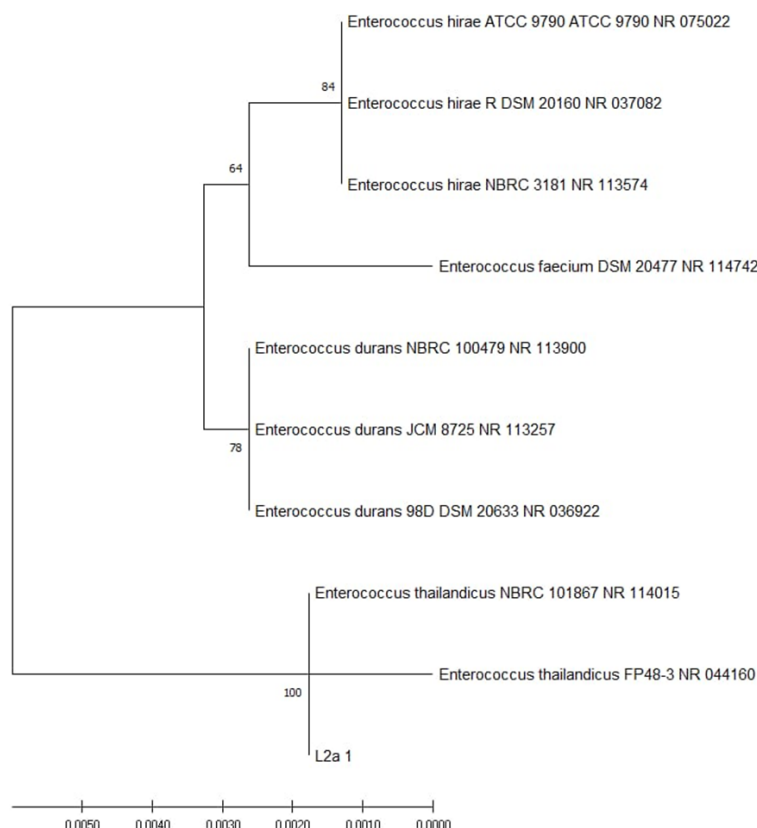 Enterococcus hirae ATCC 9790 ATCC 9790 NR 075022
84
Enterococcus hirae R DSM 20160 NR 037082
64
Enterococcus hirae NBRC 3181 NR 113574
Enterococcus faecium DSM 20477 NR 114742
Enterococcus durans NBRC 100479 NR 113900
Enterococcus durans JCM 8725 NR 113257
78
Enterococcus durans 98D DSM 20633 NR 036922
Enterococcus thailandicus NBRC 101867 NR 114015
Enterococcus thailandicus FP48-3 NR 044160
100
L2a 1
0.0050 0.0040 0.0030 0.0020 0.0010 0.0000